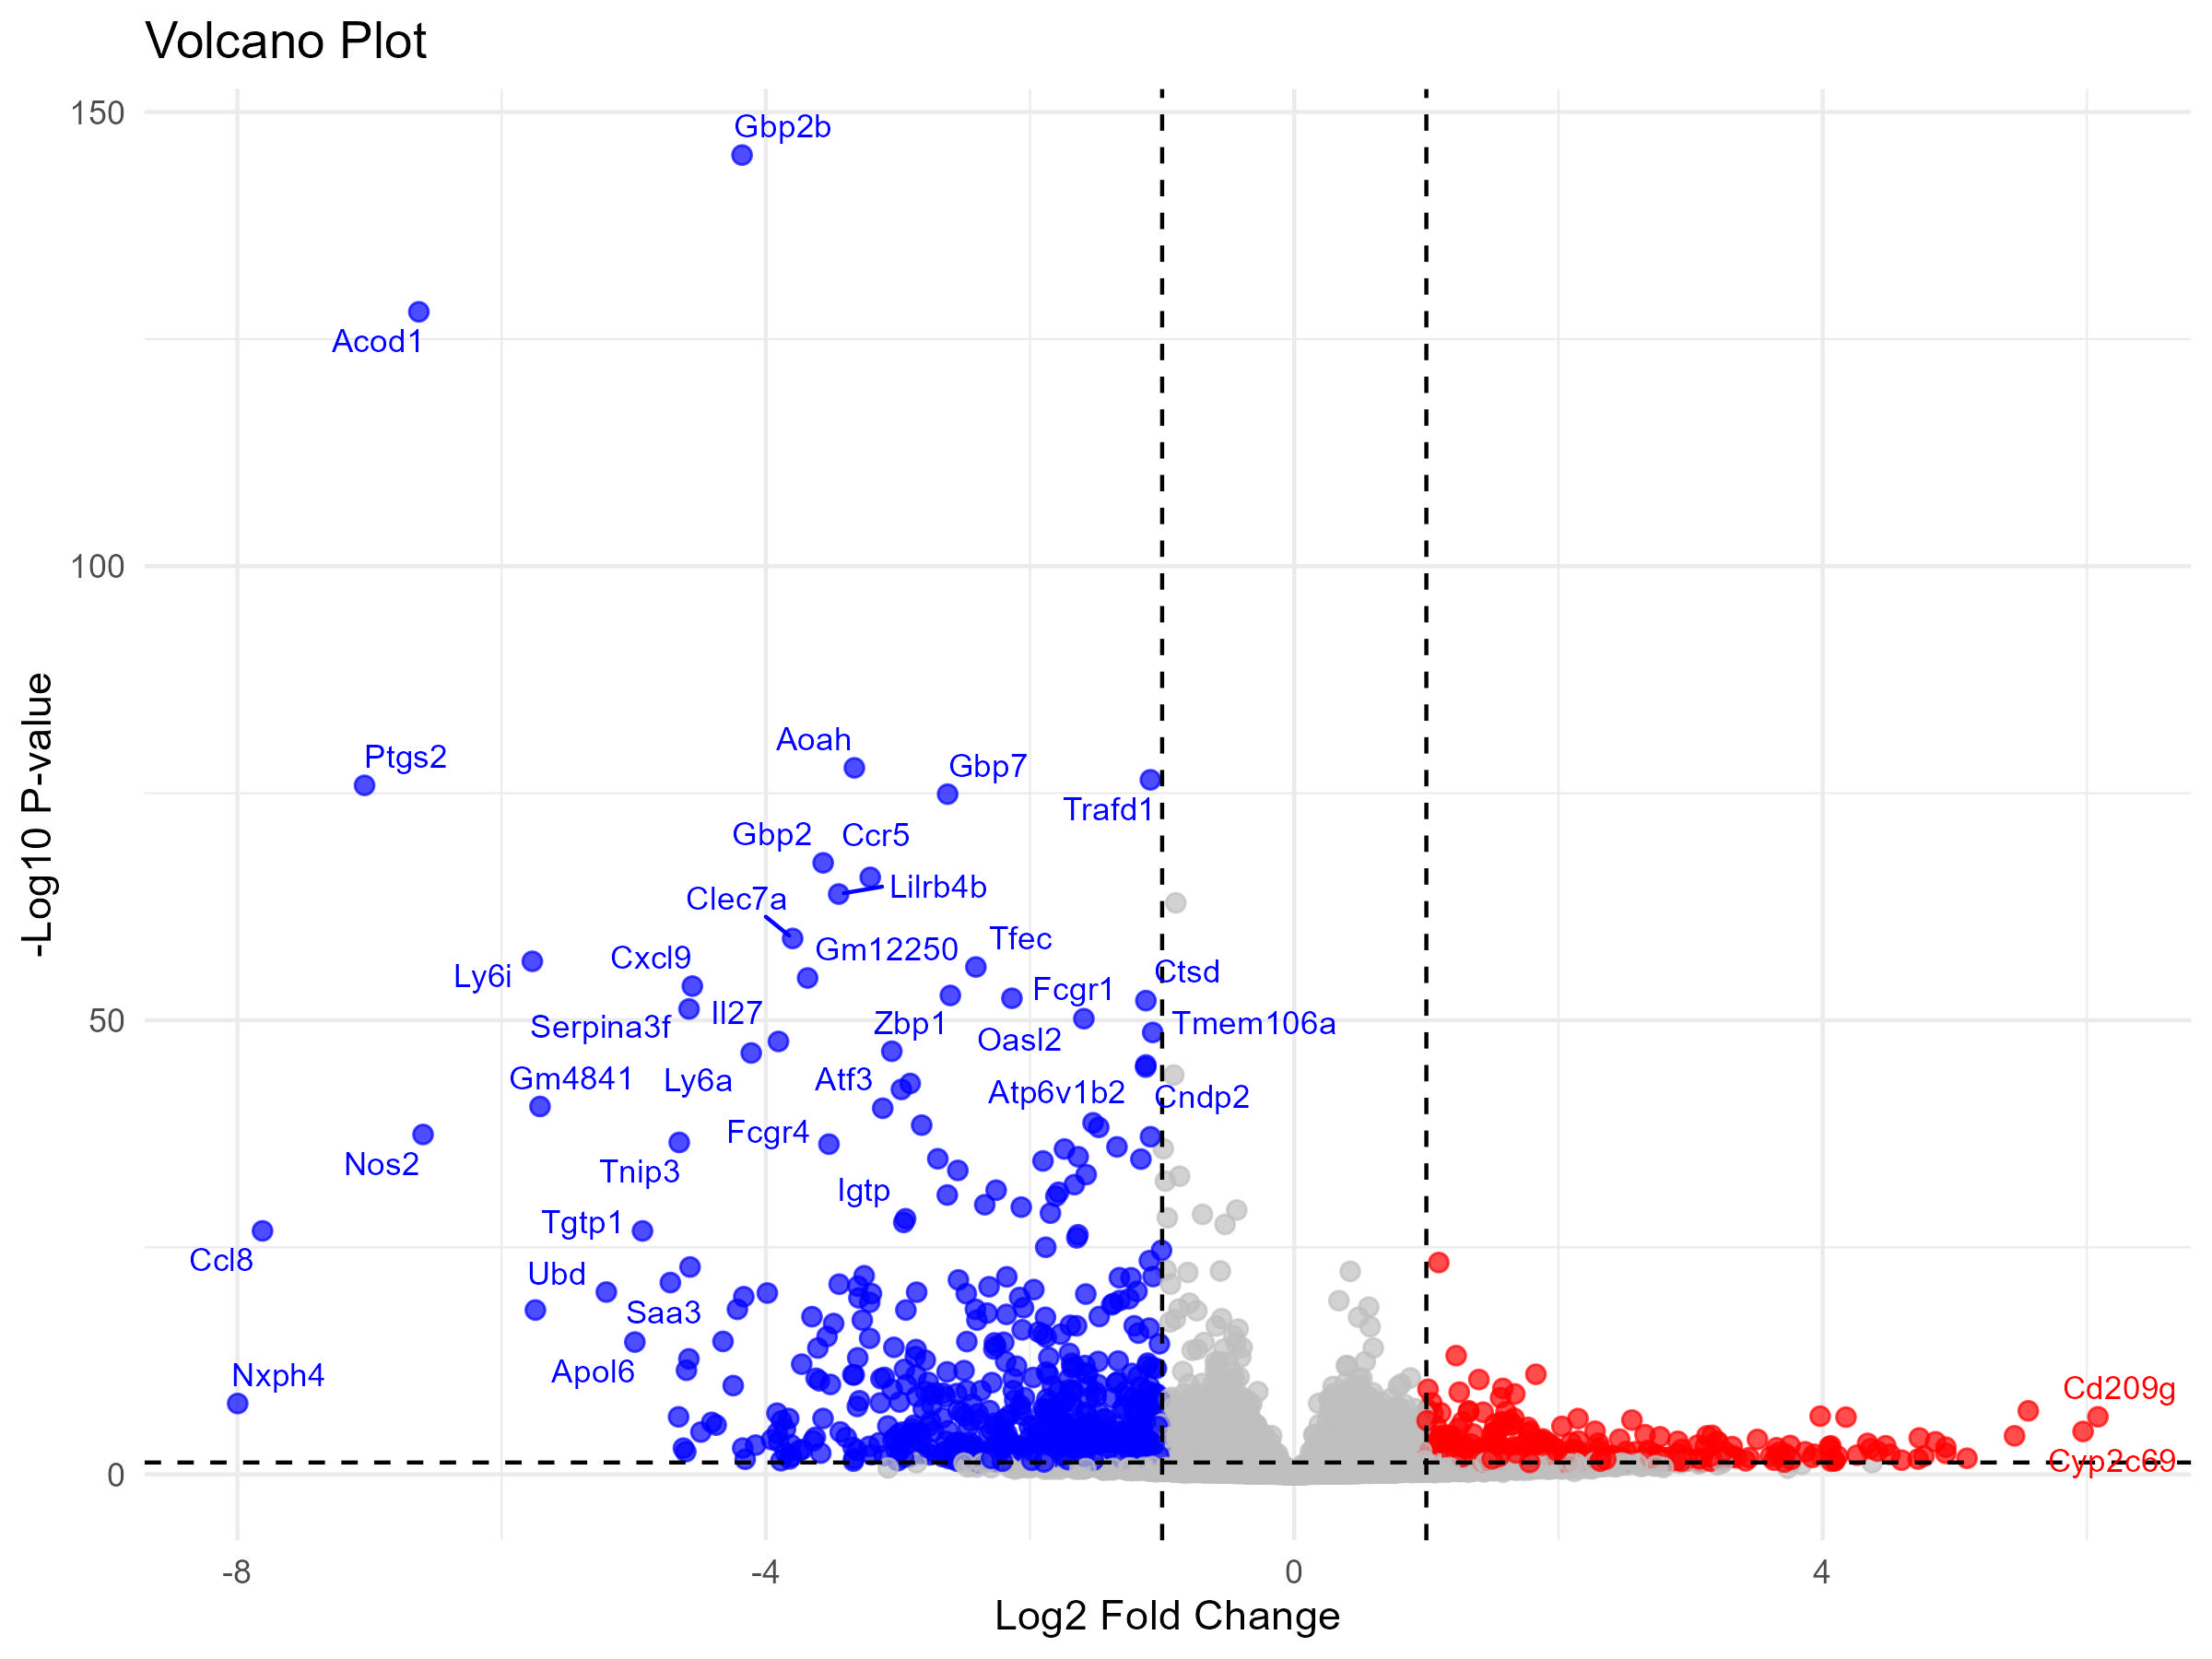 Volcano Plot
150
Gbp2b
Acod1
100
Ptgs2
Aoah
Gbp7
Trafd1
Gbp2
Ccr5
Lilrb4b
Clec7a
Gm12250
Tfec
Cxcl9
Ly6i
Ctsd
Fcgr1
50
Il27
Serpina3f
Zbp1
Oasl2
Tmem106a
Gm4841
Ly6a
Atf3
Atp6v1b2
Cndp2
Fcgr4
Nos2
Tnip3
Igtp
Tgtp1
Ccl8
Ubd
Saa3
Nxph4
Apol6
Cd209g
Cyp2c69
0
-8
-4
0
4
Log2 Fold Change
-Log10 P-value